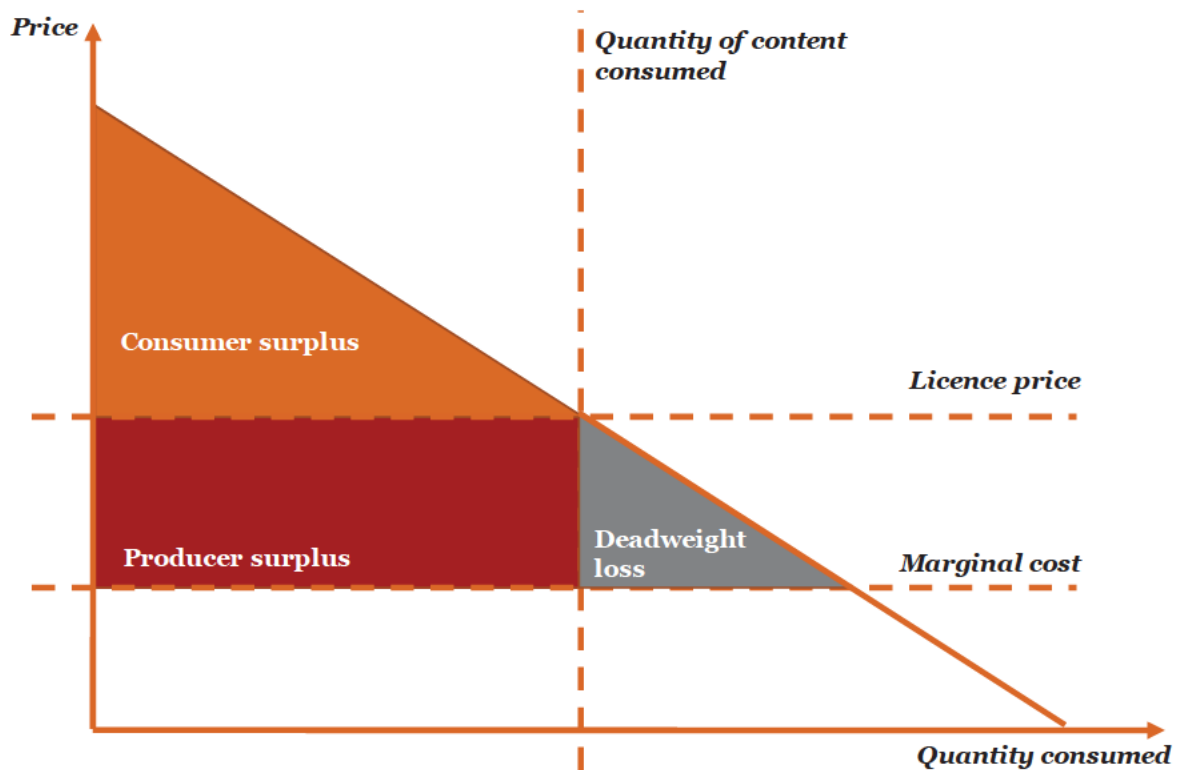 Price
Quantity of content
consumed
Consumer surplus
Licence price
Producer surplus
Deadweight
loss
Marginal cost
Quantity consumed